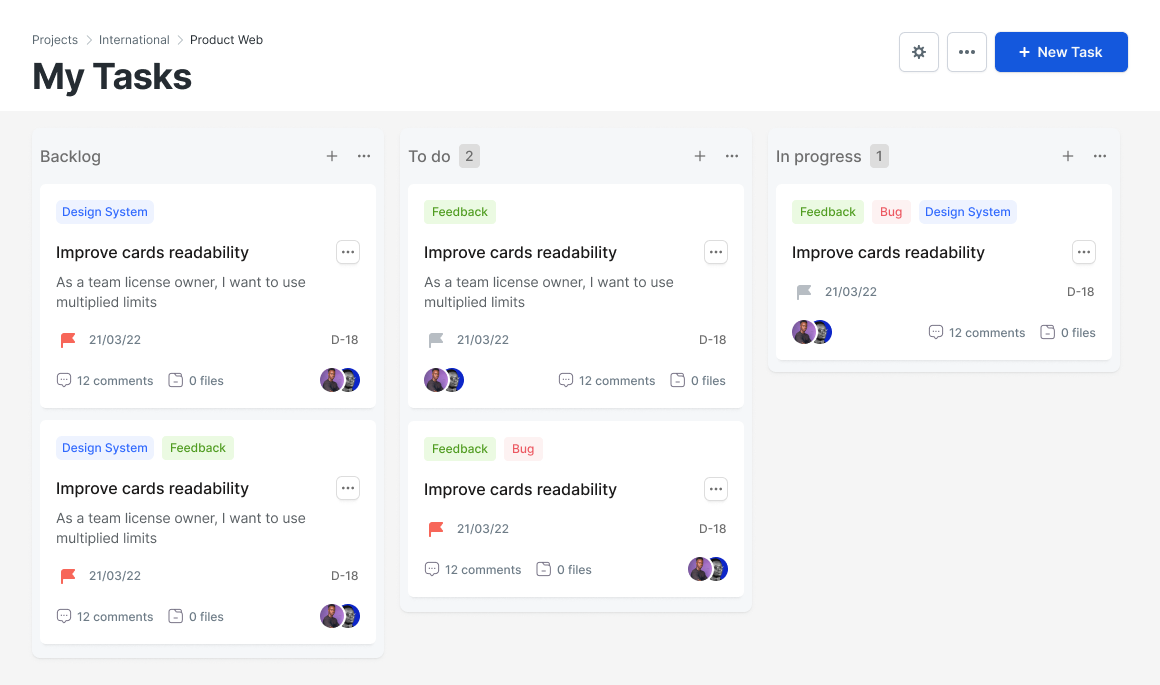 Projects International Product Web
My Tasks
+ New Task
Backlog
Design System
Improve cards readability
As a team license owner, I want to use
multiplied limits
21/03/22 D-18
12 comments 0 files
Design System Feedback
Improve cards readability
As a team license owner, I want to use
multiplied limits
21/03/22 D-18
12 comments 0 files
To do 2
Feedback
Improve cards readability
As a team license owner, I want to use
multiplied limits
21/03/22 D-18
12 comments 0 files
Feedback Bug
Improve cards readability
21/03/22 D-18
12 comments 0 files
In progress 1
Feedback Bug Design System
Improve cards readability
21/03/22 D-18
12 comments 0 files